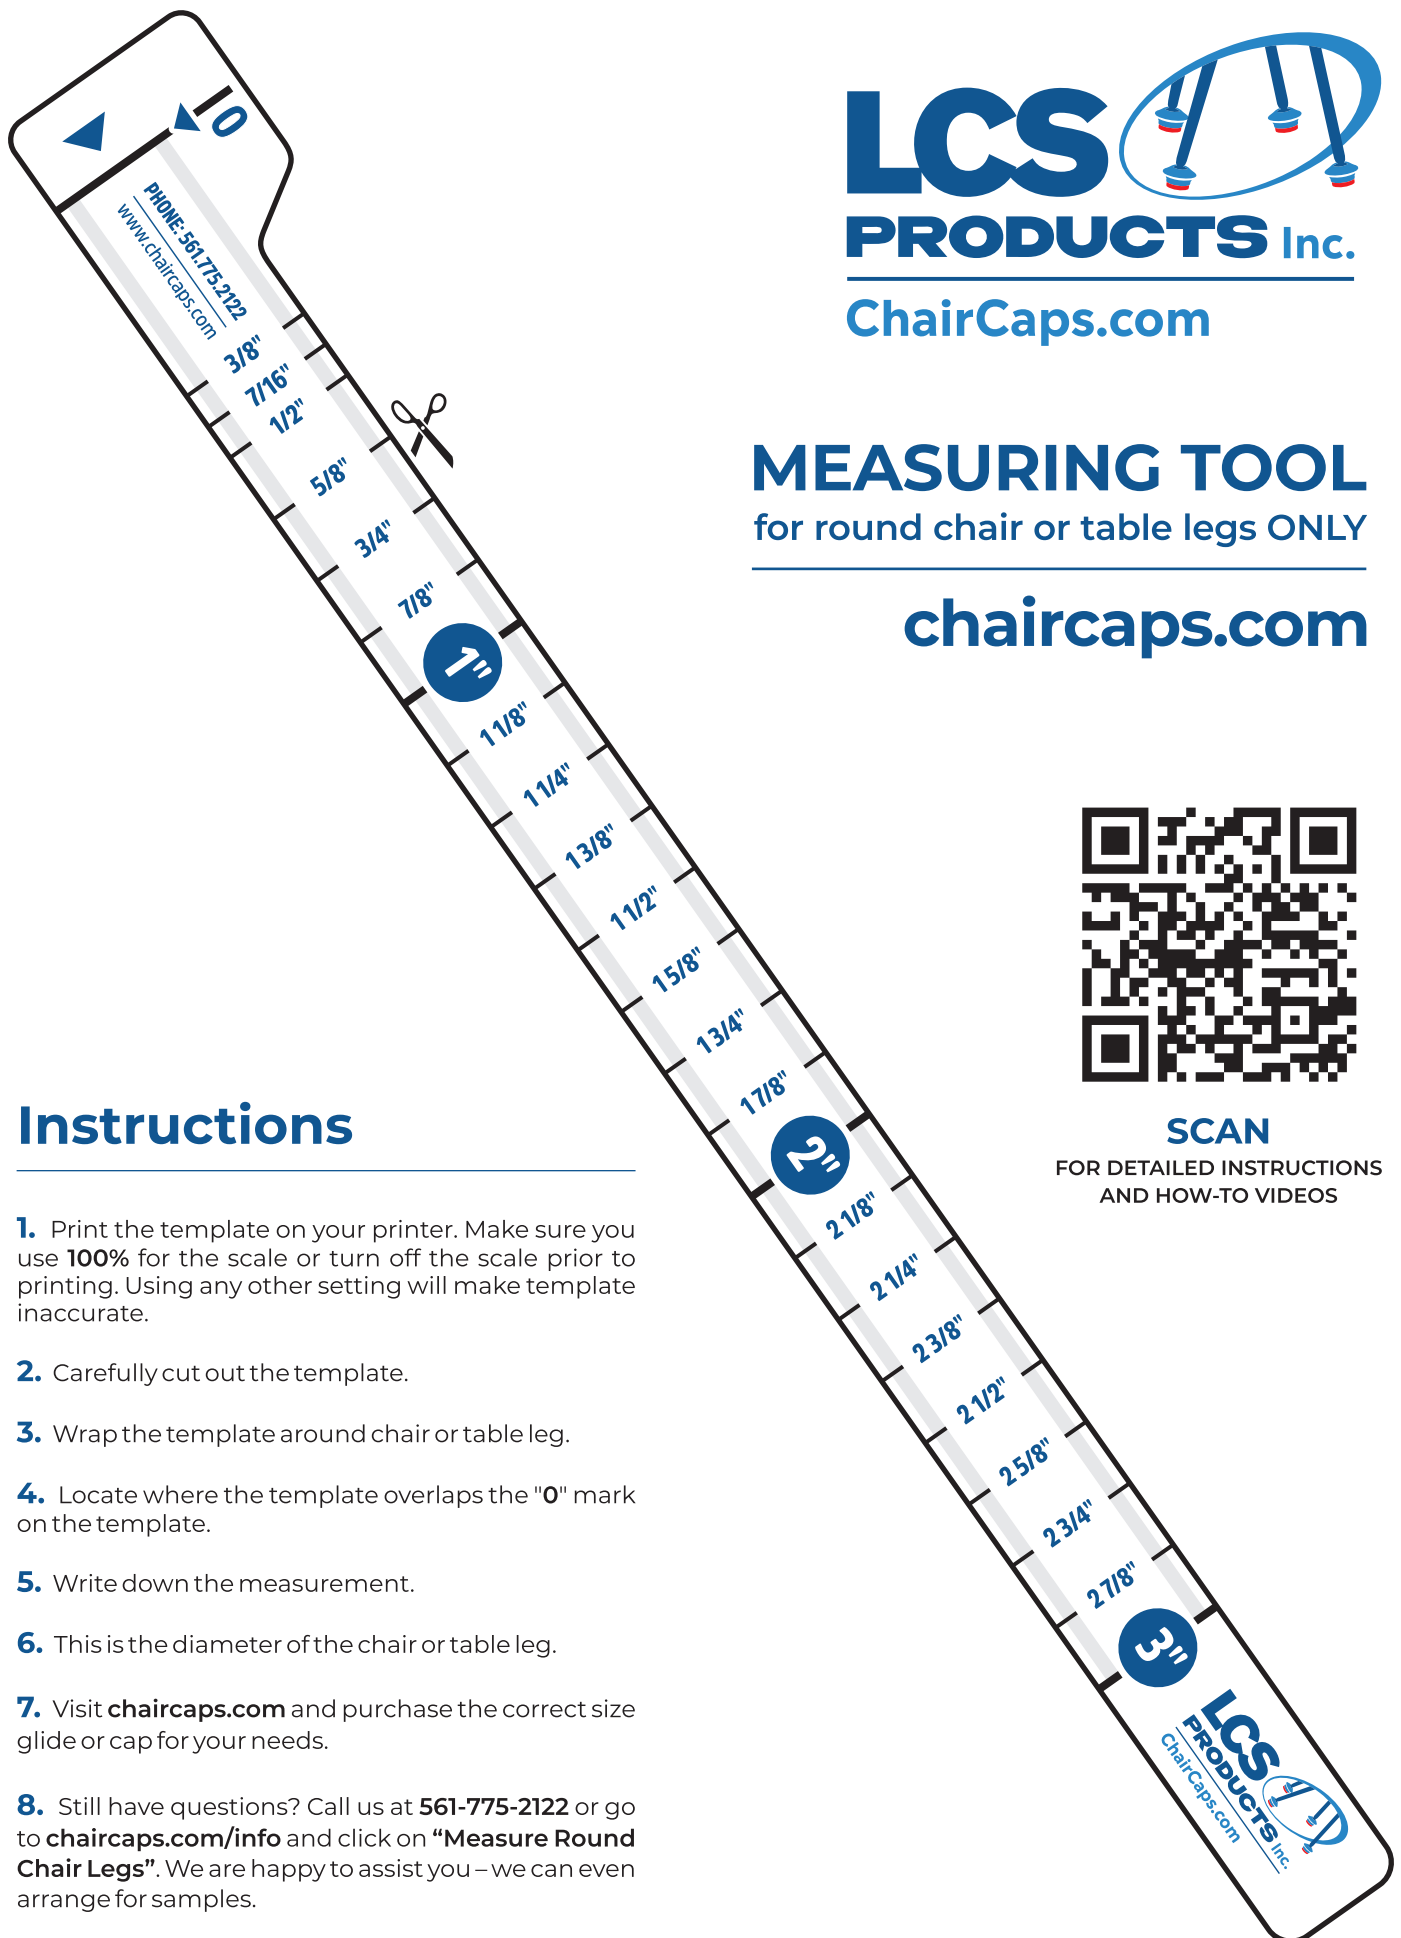 LCS
PRODUCTS Inc.
ChairCaps.com
MEASURING TOOL
for round chair or table legs ONLY
chaircaps.com
0
PHONE: 561.775.2122
www.chaircaps.com
3/8"
7/16"
1/2"
5/8"
3/4"
7/8"
1"
1 1/8"
1 1/4"
1 3/8"
1 1/2"
1 5/8"
1 3/4"
1 7/8"
2"
2 1/8"
2 1/4"
2 3/8"
2 1/2"
2 5/8"
2 3/4"
2 7/8"
3"
LCS
PRODUCTS Inc.
ChairCaps.com
SCAN
FOR DETAILED INSTRUCTIONS
AND HOW-TO VIDEOS
Instructions
1. Print the template on your printer. Make sure you
use 100% for the scale or turn off the scale prior to
printing. Using any other setting will make template
inaccurate.
2. Carefully cut out the template.
3. Wrap the template around chair or table leg.
4. Locate where the template overlaps the "0" mark
on the template.
5. Write down the measurement.
6. This is the diameter of the chair or table leg.
7. Visit chaircaps.com and purchase the correct size
glide or cap for your needs.
8. Still have questions? Call us at 561-775-2122 or go
to chaircaps.com/info and click on “Measure Round
Chair Legs”. We are happy to assist you – we can even
arrange for samples.